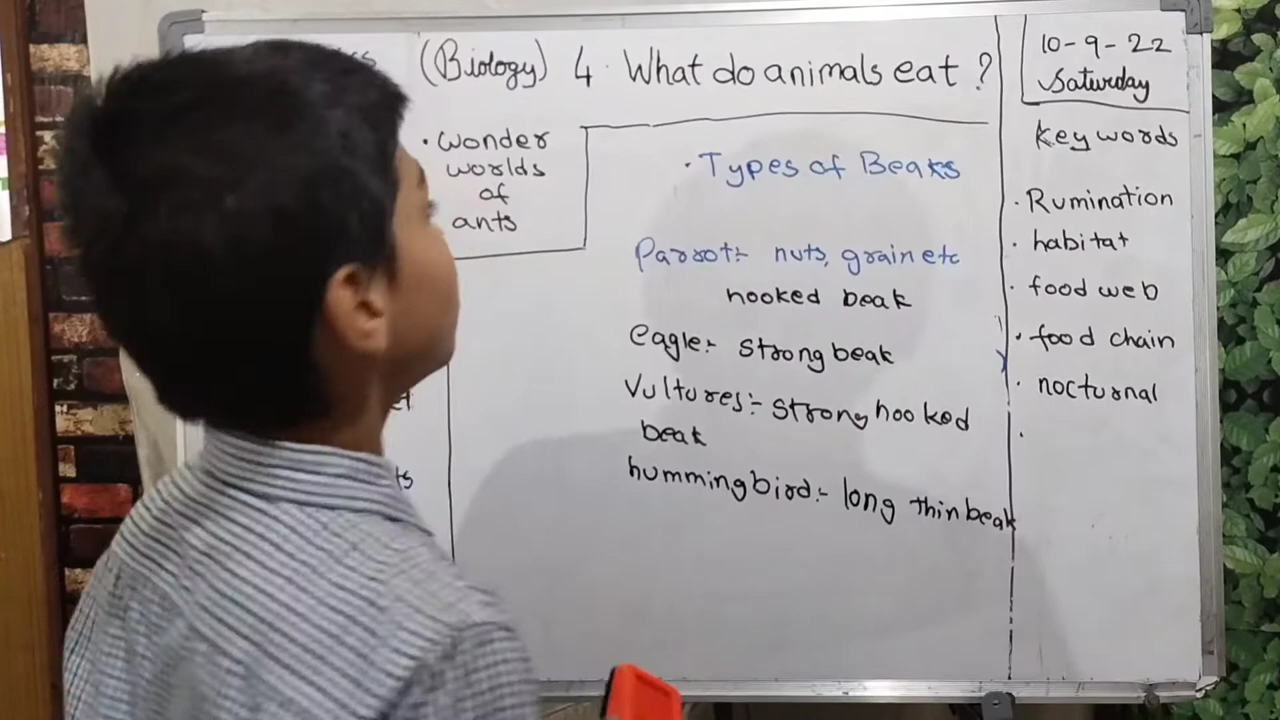 (Biology) 4. What do animals eat ?
10-9-22
Saturday
• wonder
worlds
of
ants
• Types of Beaks
Parrot:- nuts, grain etc
hooked beak
eagle:- strong beak
Vultures:- strong hooked
beak
hummingbird:- long thin beak
Key words
• Rumination
• habitat
• food web
• food chain
• nocturnal